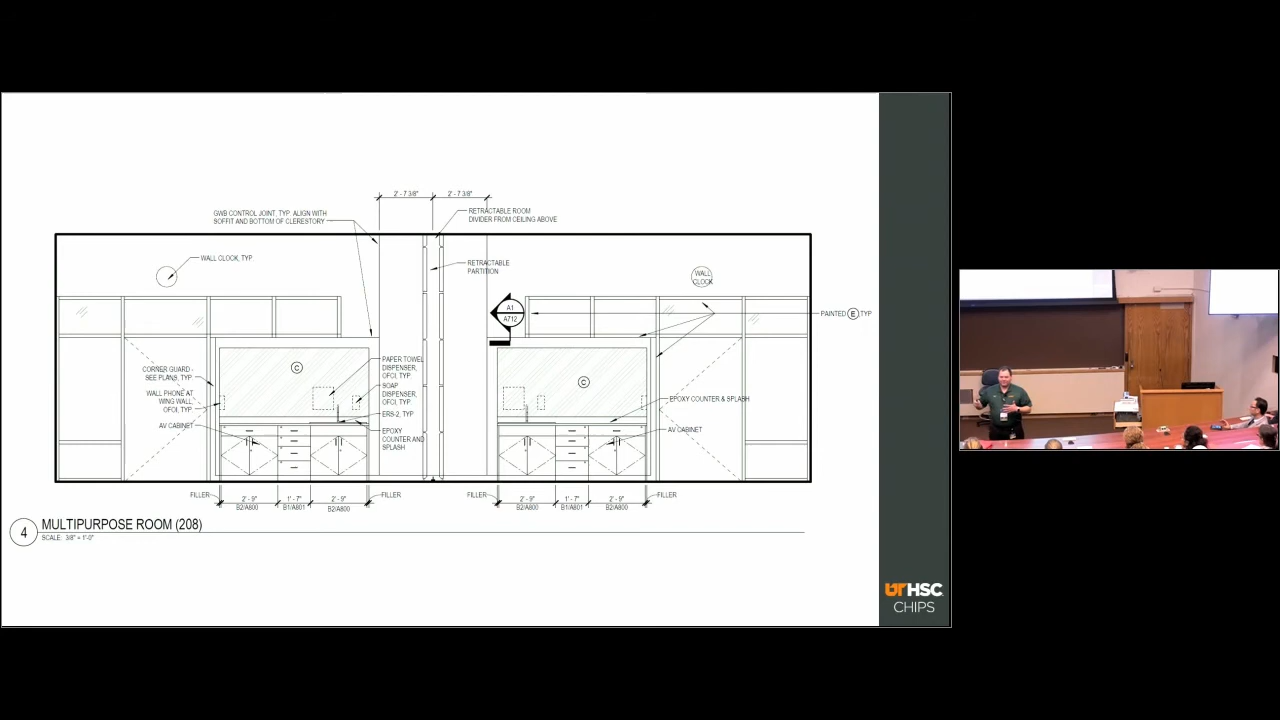 2' - 7 3/8" 2' - 7 3/8"
GWB CONTROL JOINT, TYP. ALIGN WITH
SOFFIT AND BOTTOM OF CLERESTORY
RETRACTABLE ROOM
DIVIDER FROM CEILING ABOVE
WALL CLOCK, TYP
RETRACTABLE
PARTITION
WALL
CLOCK
A1
A712
PAINTED E TYP
CORNER GUARD -
SEE PLANS, TYP.
WALL PHONE AT
WING WALL,
OFOI, TYP.
AV CABINET
C
PAPER TOWEL
DISPENSER,
OFCI, TYP.
SOAP
DISPENSER,
OFCI, TYP.
ERS-2, TYP
EPOXY
COUNTER AND
SPLASH
C
EPOXY COUNTER & SPLASH
AV CABINET
FILLER 2' - 9" 1' - 7" 2' - 9" FILLER
B2/A800 B1/A801 B2/A800
FILLER 2' - 9" 1' - 7" 2' - 9" FILLER
B2/A800 B1/A801 B2/A800
4 MULTIPURPOSE ROOM (208)
SCALE: 3/8" = 1'-0"
UTHSC
CHIPS